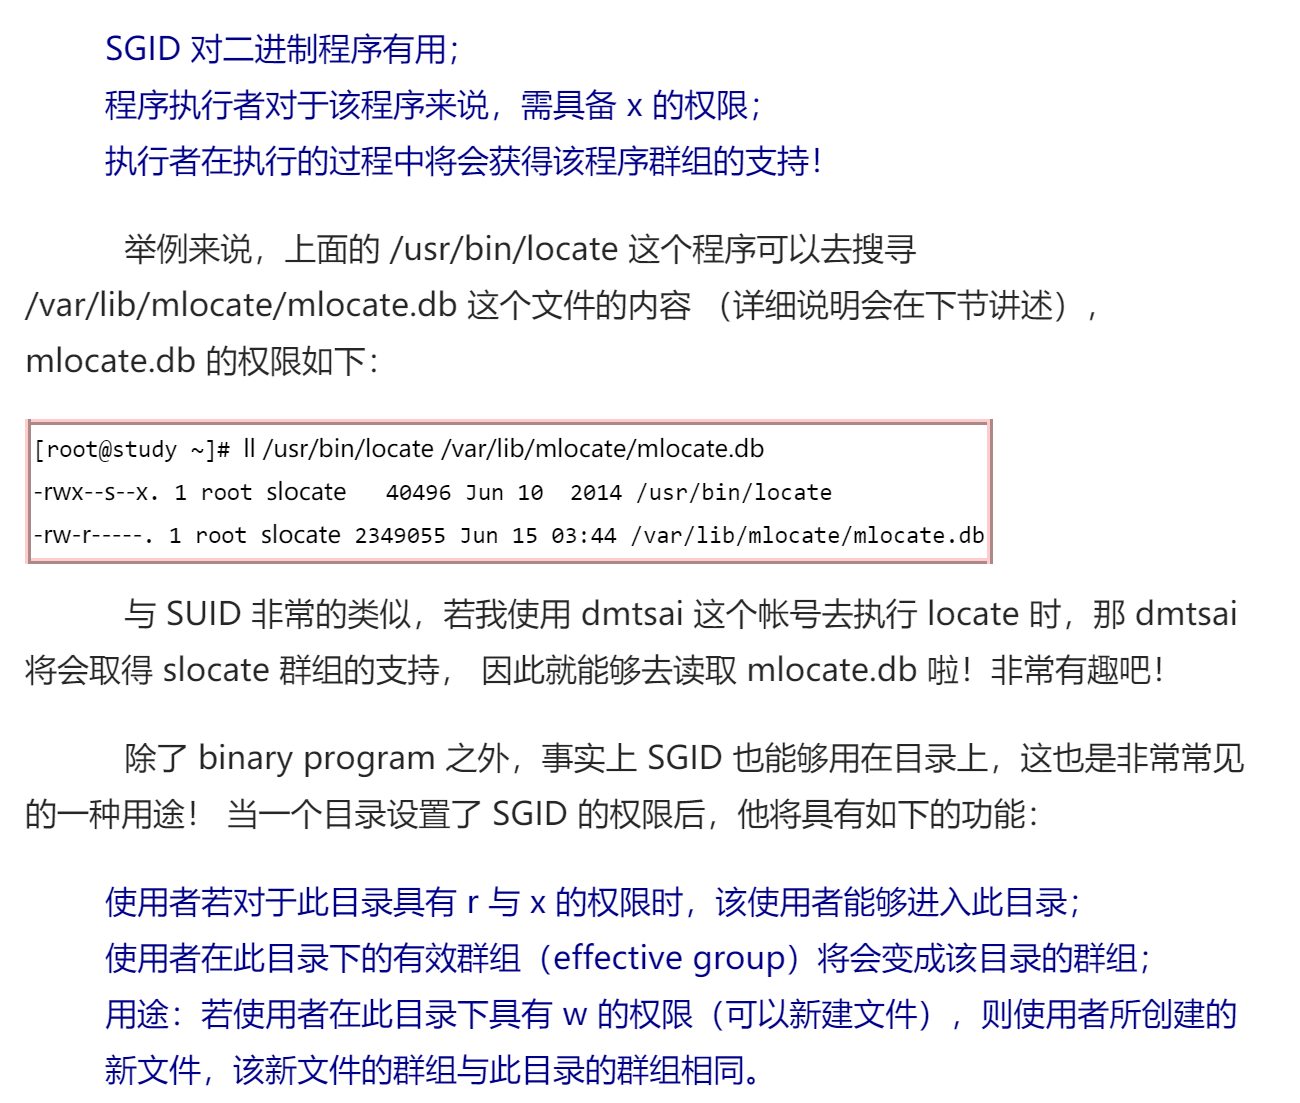 SGID 对二进制程序有用；
程序执行者对于该程序来说，需具备 x 的权限；
执行者在执行的过程中将会获得该程序群组的支持！
举例来说，上面的 /usr/bin/locate 这个程序可以去搜寻
/var/lib/mlocate/mlocate.db 这个文件的内容 （详细说明会在下节讲述），
mlocate.db 的权限如下：
[root@study ~]# ll /usr/bin/locate /var/lib/mlocate/mlocate.db
-rwx--s--x. 1 root slocate 40496 Jun 10 2014 /usr/bin/locate
-rw-r-----. 1 root slocate 2349055 Jun 15 03:44 /var/lib/mlocate/mlocate.db
与 SUID 非常的类似，若我使用 dmtsai 这个帐号去执行 locate 时，那 dmtsai
将会取得 slocate 群组的支持， 因此就能够去读取 mlocate.db 啦！非常有趣吧！
除了 binary program 之外，事实上 SGID 也能够用在目录上，这也是非常常见
的一种用途！ 当一个目录设置了 SGID 的权限后，他将具有如下的功能：
使用者若对于此目录具有 r 与 x 的权限时，该使用者能够进入此目录；
使用者在此目录下的有效群组（effective group）将会变成该目录的群组；
用途：若使用者在此目录下具有 w 的权限（可以新建文件），则使用者所创建的
新文件，该新文件的群组与此目录的群组相同。